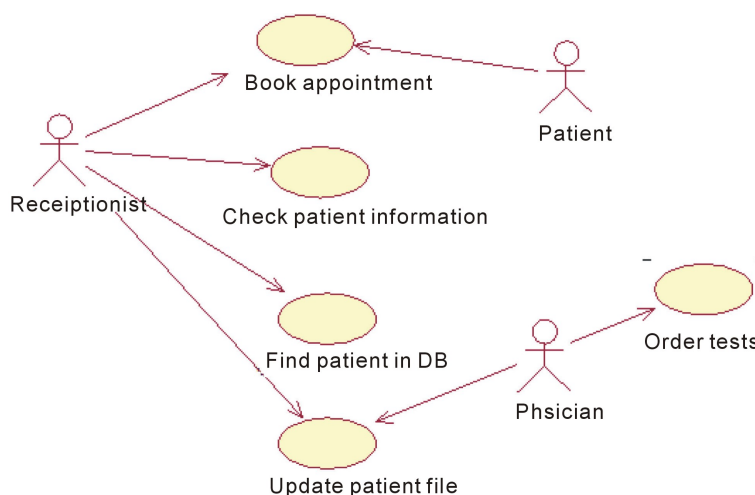 Book appointment
Patient
Receiptionist
Check patient information
Find patient in DB
Order tests
Phsician
Update patient file